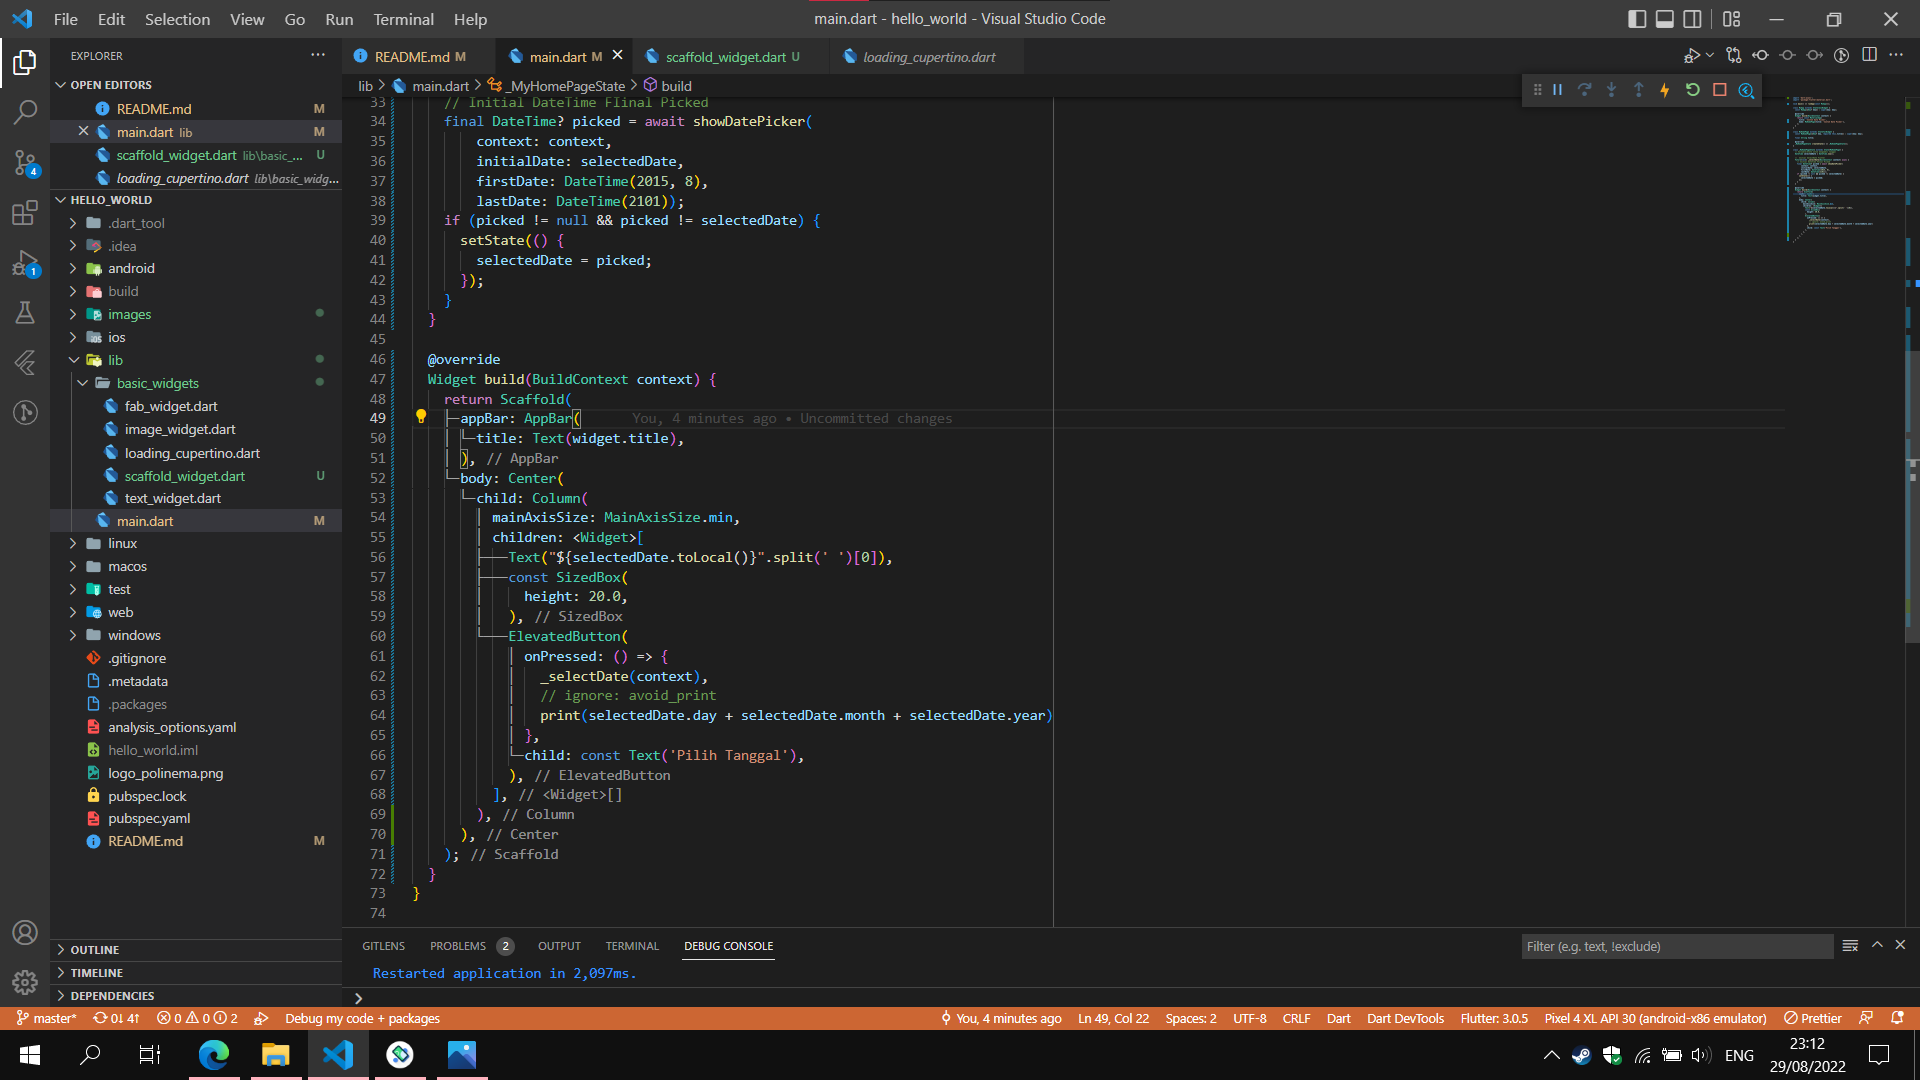 File Edit Selection View Go Run Terminal Help
main.dart - hello_world - Visual Studio Code
EXPLORER
OPEN EDITORS
README.md M
main.dart lib M
scaffold_widget.dart lib\basic_... U
loading_cupertino.dart lib\basic_widg...
HELLO_WORLD
.dart_tool
.idea
android
build
images
ios
lib
basic_widgets
fab_widget.dart
image_widget.dart
loading_cupertino.dart
scaffold_widget.dart U
text_widget.dart
main.dart M
linux
macos
test
web
windows
.gitignore
.metadata
.packages
analysis_options.yaml
hello_world.iml
logo_polinema.png
pubspec.lock
pubspec.yaml
README.md M
OUTLINE
TIMELINE
DEPENDENCIES
4
1
README.md M main.dart M scaffold_widget.dart U loading_cupertino.dart
lib > main.dart > _MyHomePageState > build
33 // Initial DateTime FIinal Picked
34 final DateTime? picked = await showDatePicker(
35 context: context,
36 initialDate: selectedDate,
37 firstDate: DateTime(2015, 8),
38 lastDate: DateTime(2101));
39 if (picked != null && picked != selectedDate) {
40 setState(() {
41 selectedDate = picked;
42 });
43 }
44 }
45
46 @override
47 Widget build(BuildContext context) {
48 return Scaffold(
49 appBar: AppBar( You, 4 minutes ago • Uncommitted changes
50 title: Text(widget.title),
51 ), // AppBar
52 body: Center(
53 child: Column(
54 mainAxisSize: MainAxisSize.min,
55 children: <Widget>[
56 Text("${selectedDate.toLocal()}".split(' ')[0]),
57 const SizedBox(
58 height: 20.0,
59 ), // SizedBox
60 ElevatedButton(
61 onPressed: () => {
62 _selectDate(context),
63 // ignore: avoid_print
64 print(selectedDate.day + selectedDate.month + selectedDate.year)
65 },
66 child: const Text('Pilih Tanggal'),
67 ), // ElevatedButton
68 ], // <Widget>[]
69 ), // Column
70 ), // Center
71 ); // Scaffold
72 }
73 }
74
GITLENS PROBLEMS 2 OUTPUT TERMINAL DEBUG CONSOLE Filter (e.g. text, !exclude)
Restarted application in 2,097ms.
master* 0↓ 4↑ 0 0 2 Debug my code + packages You, 4 minutes ago Ln 49, Col 22 Spaces: 2 UTF-8 CRLF Dart Dart DevTools Flutter: 3.0.5 Pixel 4 XL API 30 (android-x86 emulator) Prettier
ENG 23:12
29/08/2022